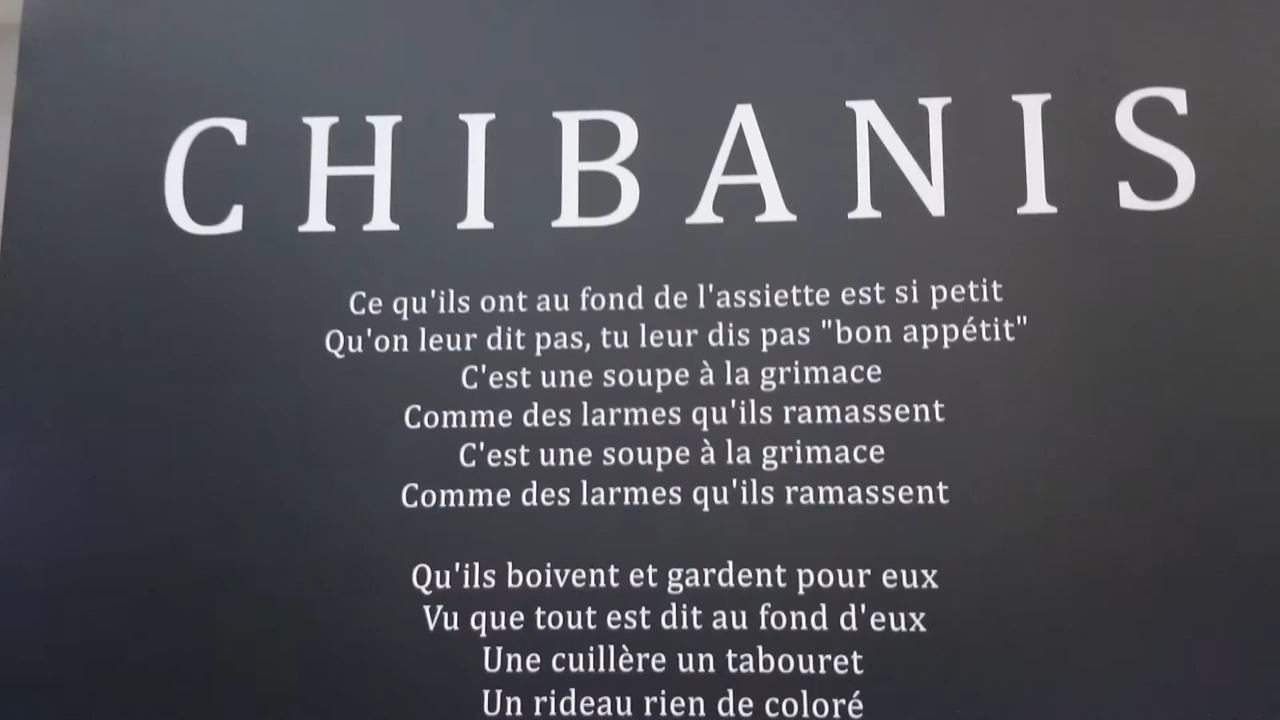 CHIBANIS
Ce qu'ils ont au fond de l'assiette est si petit
Qu'on leur dit pas, tu leur dis pas "bon appétit"
C'est une soupe à la grimace
Comme des larmes qu'ils ramassent
C'est une soupe à la grimace
Comme des larmes qu'ils ramassent
Qu'ils boivent et gardent pour eux
Vu que tout est dit au fond d'eux
Une cuillère un tabouret
Un rideau rien de coloré